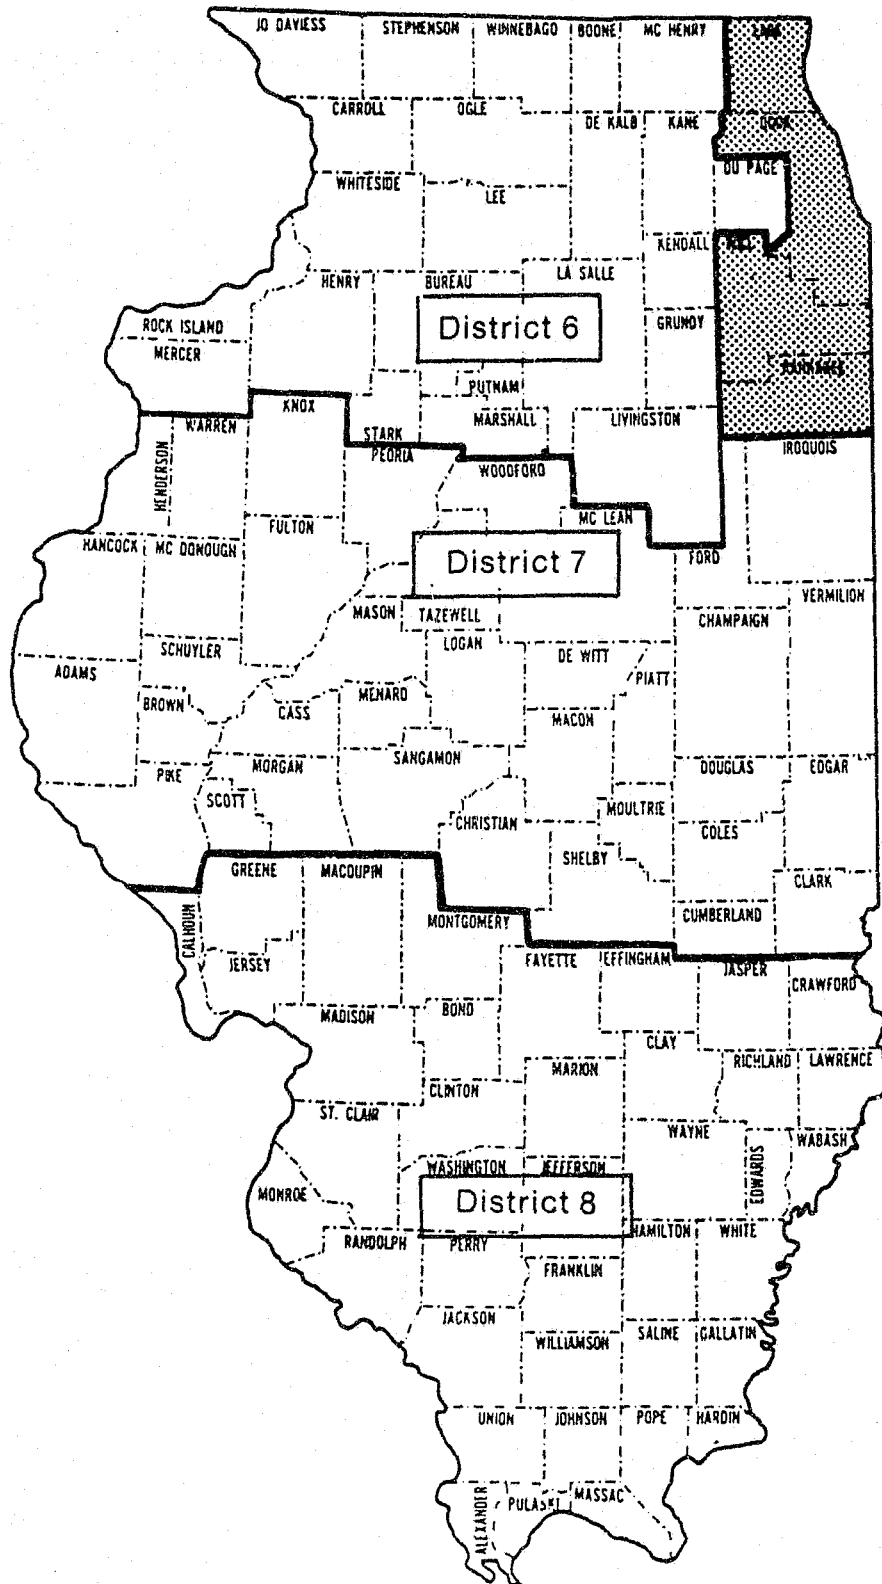 JO DAVIESS
STEPHENSON
WINNEBAGO
BOONE
MC HENRY
LAKE
CARROLL
OGLE
DE KALB
KANE
COOK
DU PAGE
WHITESIDE
LEE
KENDALL
WILL
HENRY
BUREAU
LA SALLE
ROCK ISLAND
MERCER
District 6
GRUNDY
KANKAKEE
PUTNAM
KNOX
WARREN
STARK
MARSHALL
LIVINGSTON
PEORIA
WOODFORD
IROQUOIS
HENDERSON
FULTON
MC LEAN
HANCOCK
MC DONOUGH
District 7
FORD
VERMILION
MASON
TAZEWELL
CHAMPAIGN
SCHUYLER
LOGAN
DE WITT
ADAMS
PIATT
BROWN
CASS
MENARD
MACON
PIKE
MORGAN
SANGAMON
DOUGLAS
EDGAR
SCOTT
CHRISTIAN
MOULTRIE
COLES
SHELBY
GREENE
MACOUPIN
CLARK
CALHOUN
MONTGOMERY
CUMBERLAND
JERSEY
FAYETTE
EFFINGHAM
JASPER
CRAWFORD
MADISON
BOND
CLAY
RICHLAND
LAWRENCE
MARION
CLINTON
ST. CLAIR
WAYNE
EDWARDS
WABASH
WASHINGTON
JEFFERSON
MONROE
District 8
RANDOLPH
PERRY
HAMILTON
WHITE
FRANKLIN
JACKSON
WILLIAMSON
SALINE
GALLATIN
UNION
JOHNSON
POPE
HARDIN
ALEXANDER
PULASKI
MASSAC